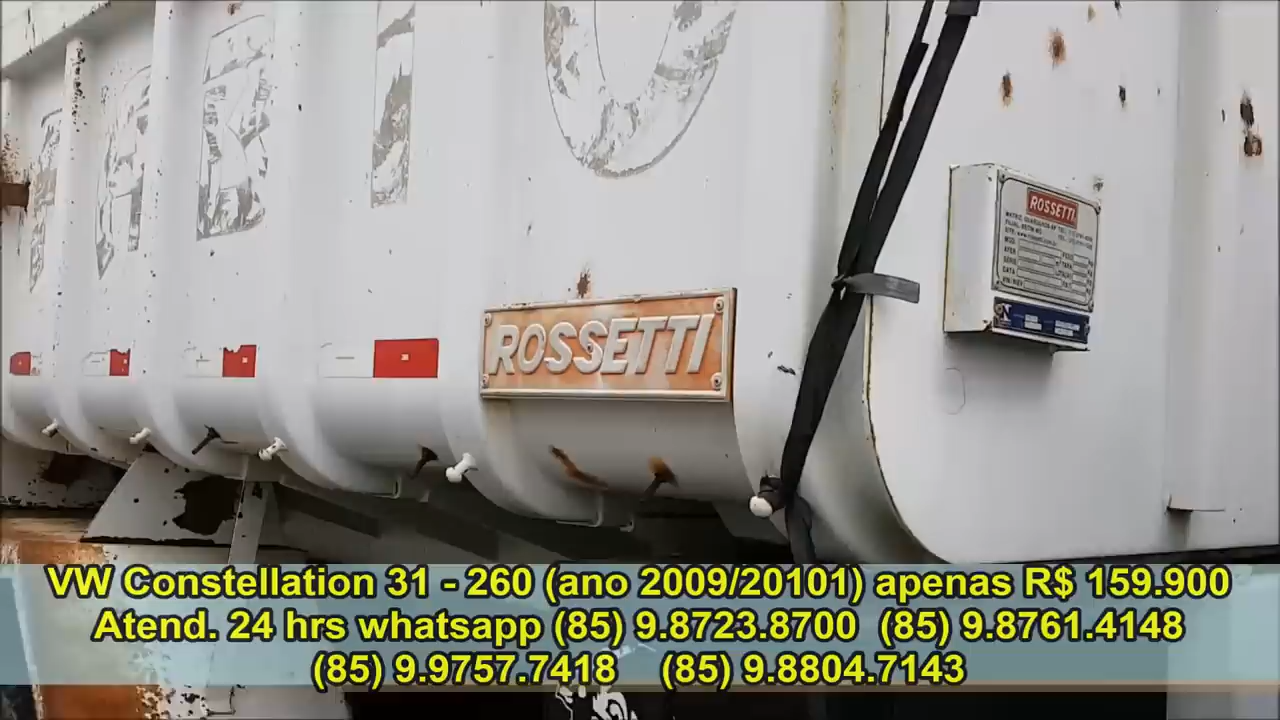 ROSSETTI
ROSSETTI
VW Constellation 31 - 260 (ano 2009/20101) apenas R$ 159.900
Atend. 24 hrs whatsapp (85) 9.8723.8700 (85) 9.8761.4148
(85) 9.9757.7418 (85) 9.8804.7143